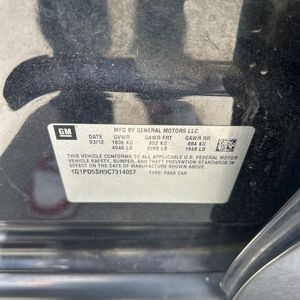 GM
MFD BY GENERAL MOTORS LLC
DATE GVWR GAWR FRT GAWR RR
03/12 1836 KG 952 KG 884 KG
4048 LB 2099 LB 1949 LB
THIS VEHICLE CONFORMS TO ALL APPLICABLE U.S. FEDERAL MOTOR
VEHICLE SAFETY, BUMPER, AND THEFT PREVENTION STANDARDS
IN EFFECT ON THE DATE OF MANUFACTURE SHOWN ABOVE.
1G1PD5SH9C7314057 TYPE: PASS CAR